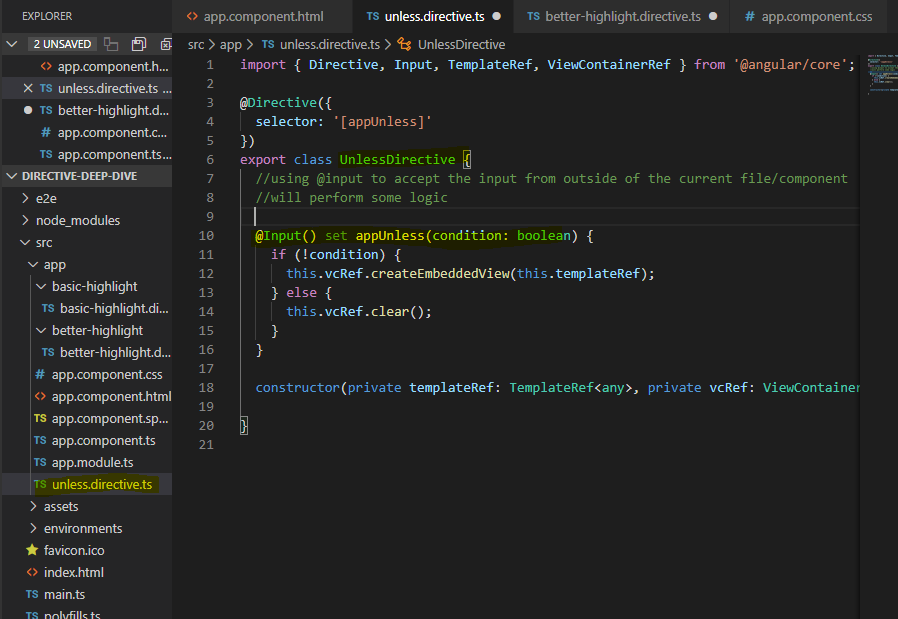 EXPLORER
2 UNSAVED
app.component.h...
TS unless.directive.ts ...
TS better-highlight.d...
# app.component.c...
TS app.component.ts...
DIRECTIVE-DEEP-DIVE
e2e
node_modules
src
app
basic-highlight
TS basic-highlight.di...
better-highlight
TS better-highlight.d...
# app.component.css
<> app.component.html
TS app.component.sp...
TS app.component.ts
TS app.module.ts
TS unless.directive.ts
assets
environments
favicon.ico
<> index.html
TS main.ts
TS polyfills.ts
<> app.component.html
TS unless.directive.ts
TS better-highlight.directive.ts
# app.component.css
src > app > TS unless.directive.ts > UnlessDirective
1 import { Directive, Input, TemplateRef, ViewContainerRef } from '@angular/core';
2
3 @Directive({
4 selector: '[appUnless]'
5 })
6 export class UnlessDirective {
7 //using @input to accept the input from outside of the current file/component
8 //will perform some logic
9
10 @Input() set appUnless(condition: boolean) {
11 if (!condition) {
12 this.vcRef.createEmbeddedView(this.templateRef);
13 } else {
14 this.vcRef.clear();
15 }
16 }
17
18 constructor(private templateRef: TemplateRef<any>, private vcRef: ViewContainer
19
20 }
21